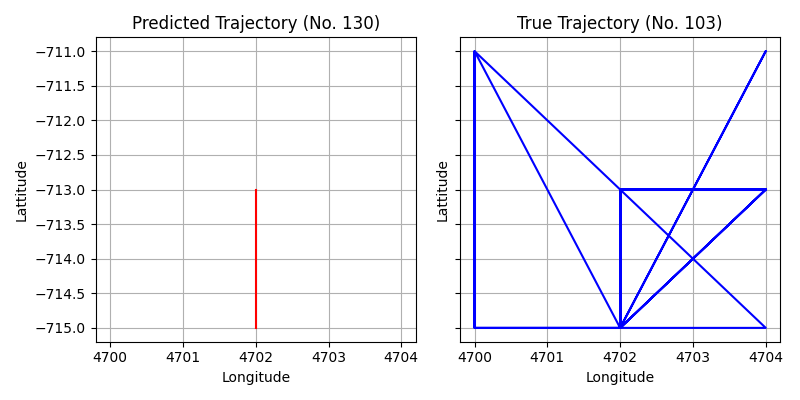 Predicted Trajectory (No. 130)
−711.0
−711.5
−712.0
−712.5
−713.0
−713.5
−714.0
−714.5
−715.0
Lattitude
4700 4701 4702 4703 4704
Longitude
True Trajectory (No. 103)
Lattitude
4700 4701 4702 4703 4704
Longitude